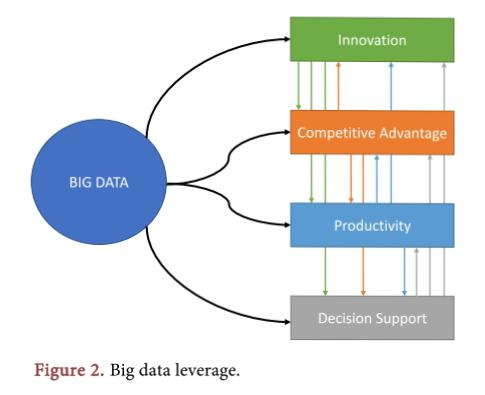 Innovation
Competitive Advantage
BIG DATA
Productivity
Decision Support
Figure 2. Big data leverage.